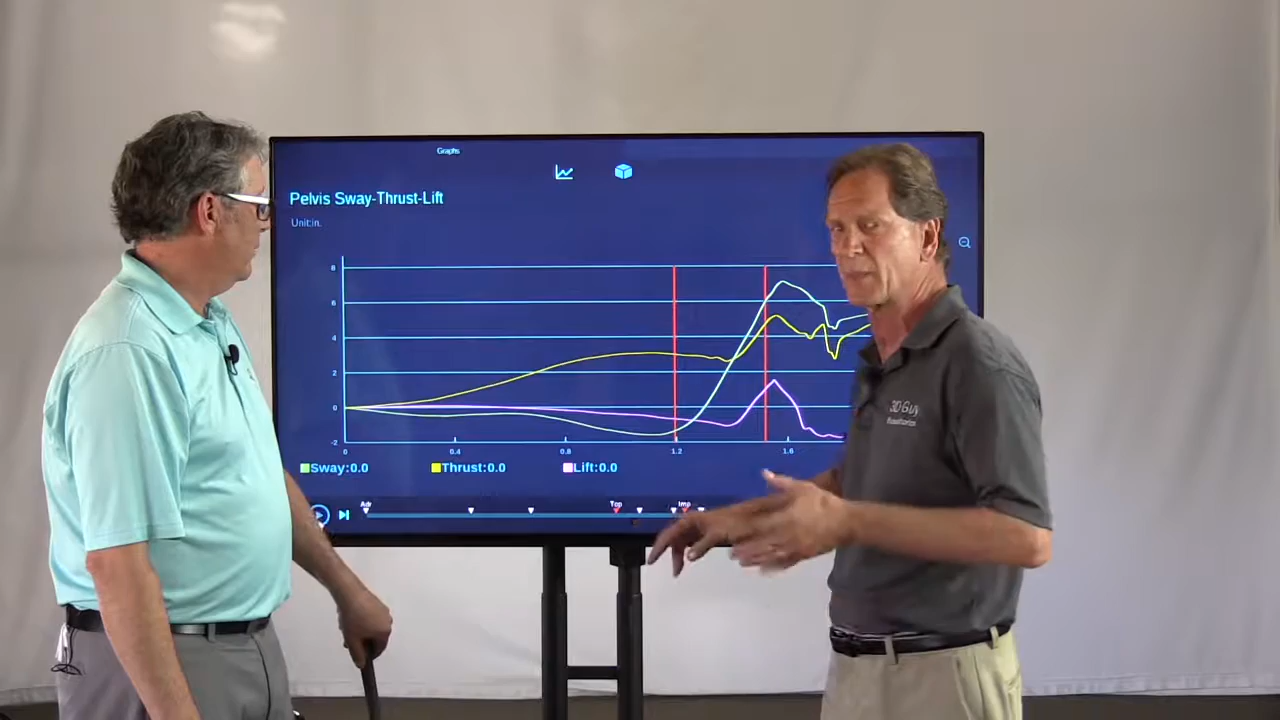 Graphs
Pelvis Sway-Thrust-Lift
Unit:in.
8
6
4
2
0
-2
0 0.4 0.8 1.2 1.6
Sway:0.0 Thrust:0.0 Lift:0.0
Adr Top Imp
3D Guy